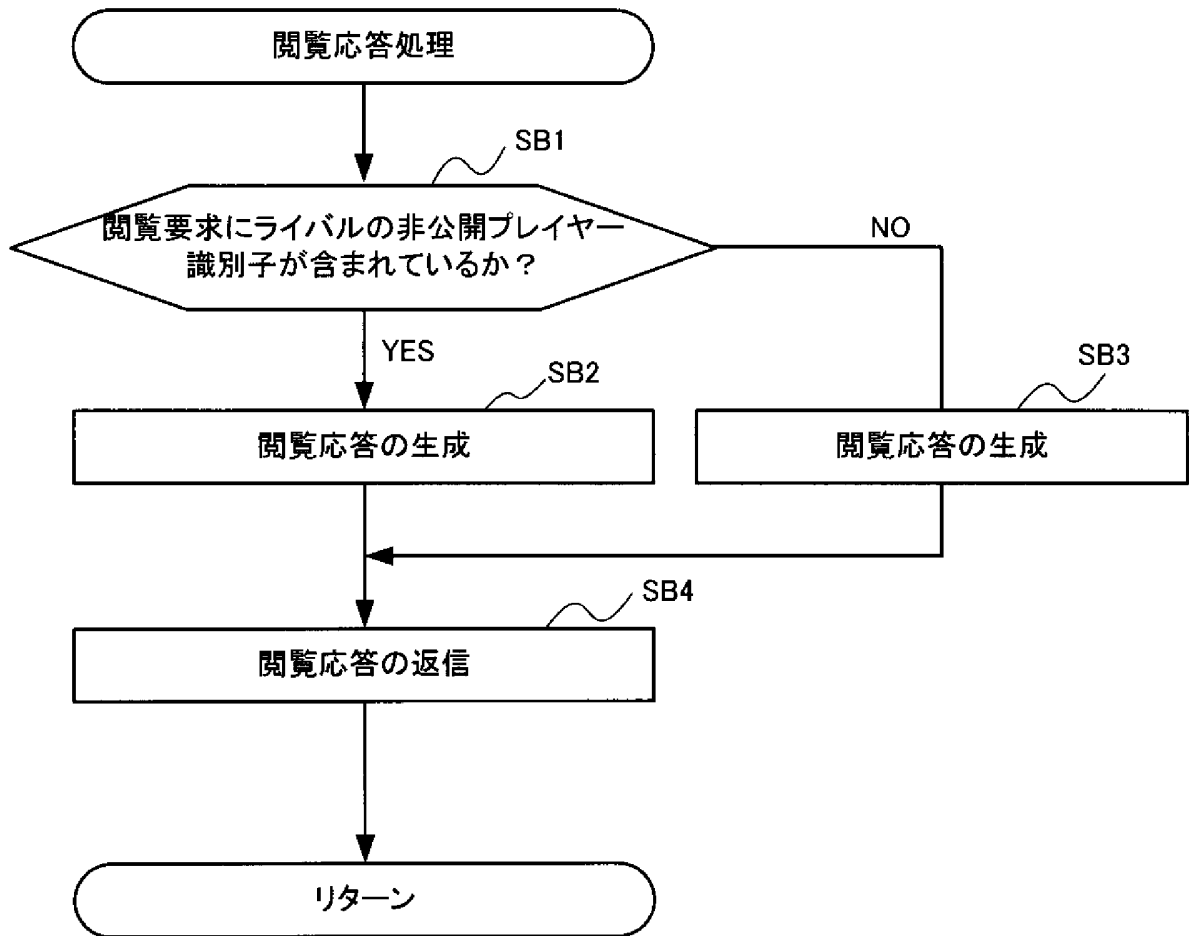 閲覧応答処理
SB1
閲覧要求にライバルの非公開プレイヤー
識別子が含まれているか？
NO
YES
SB2
SB3
閲覧応答の生成
閲覧応答の生成
SB4
閲覧応答の返信
リターン